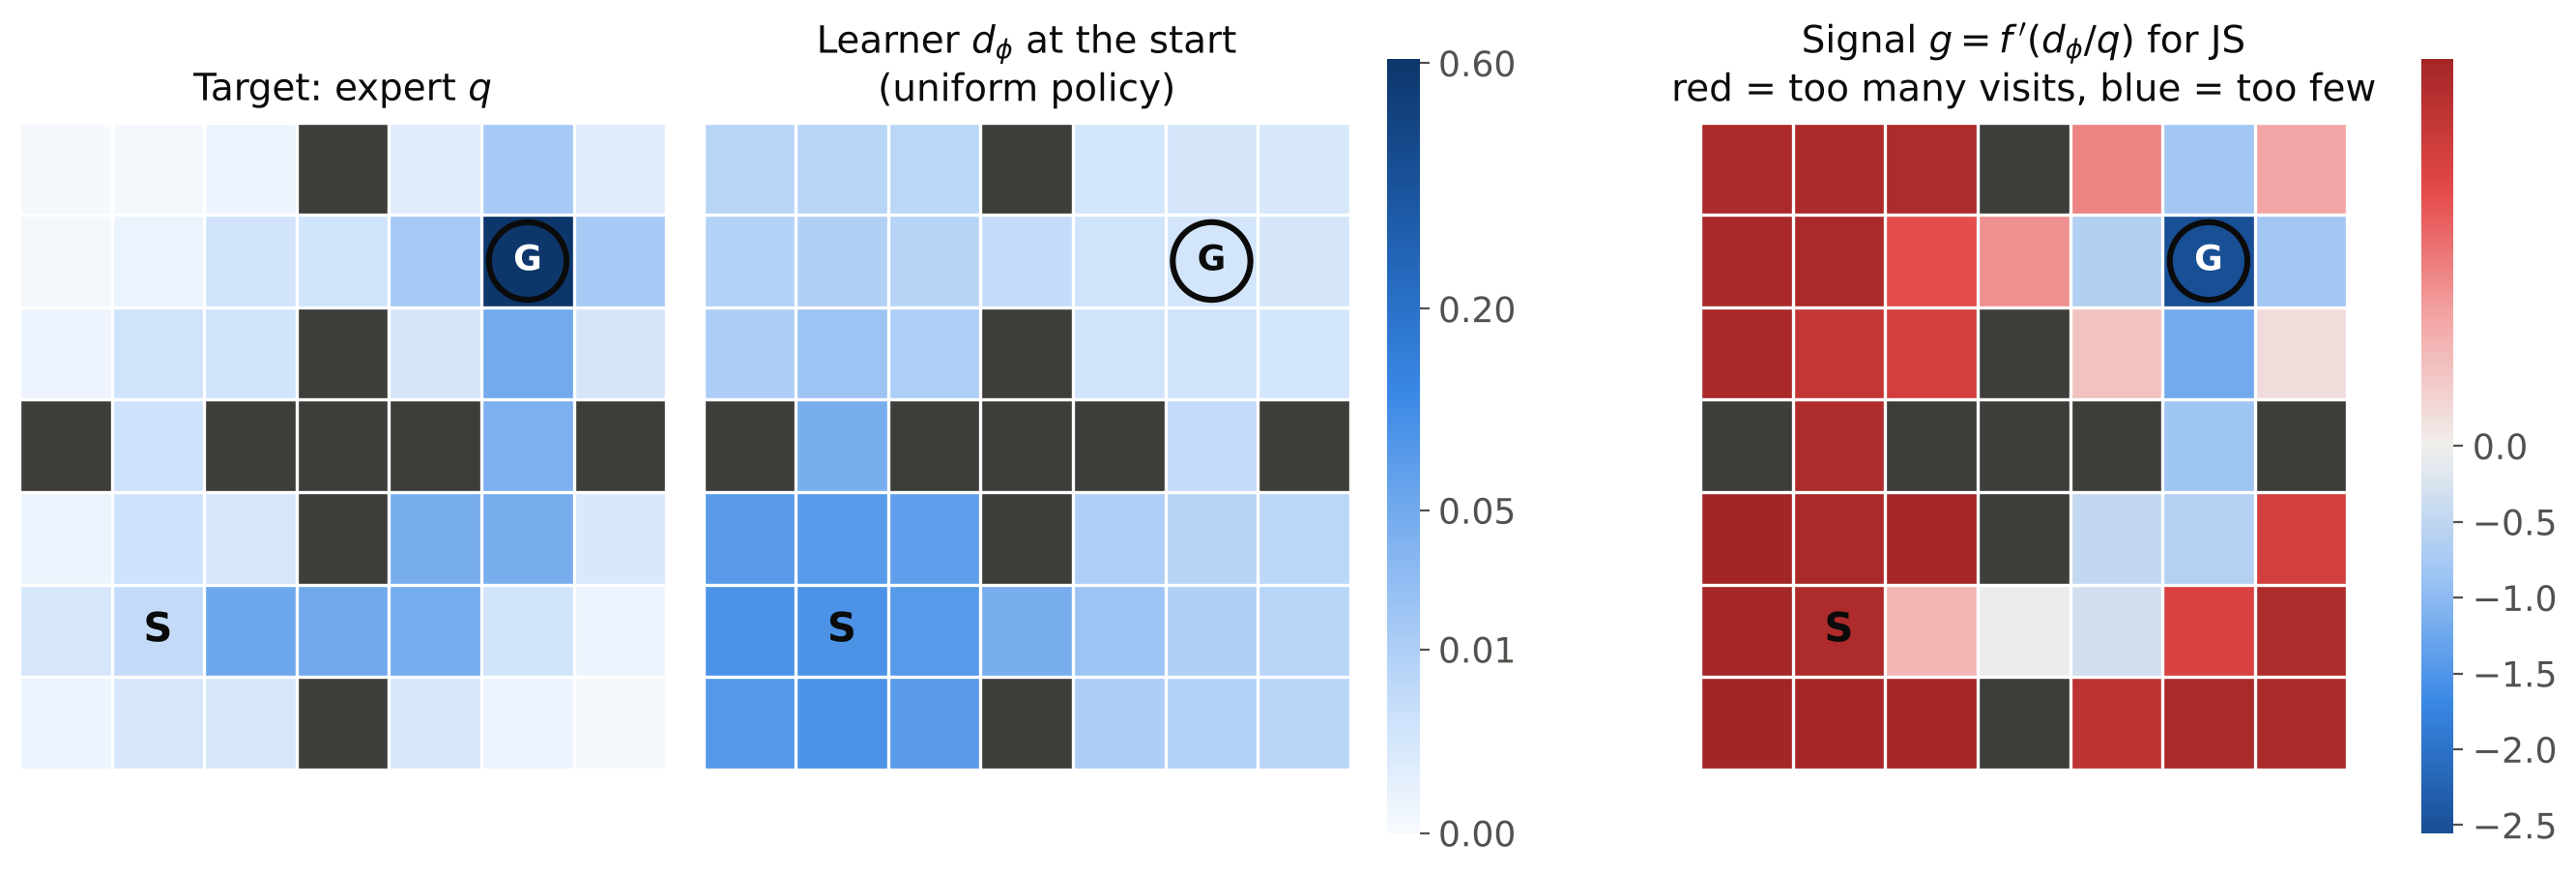 Target: expert q
Learner d_ϕ at the start
(uniform policy)
Signal g = f′(d_ϕ/q) for JS
red = too many visits, blue = too few
G
S
G
S
0.60
0.20
0.05
0.01
0.00
G
S
0.0
−0.5
−1.0
−1.5
−2.0
−2.5